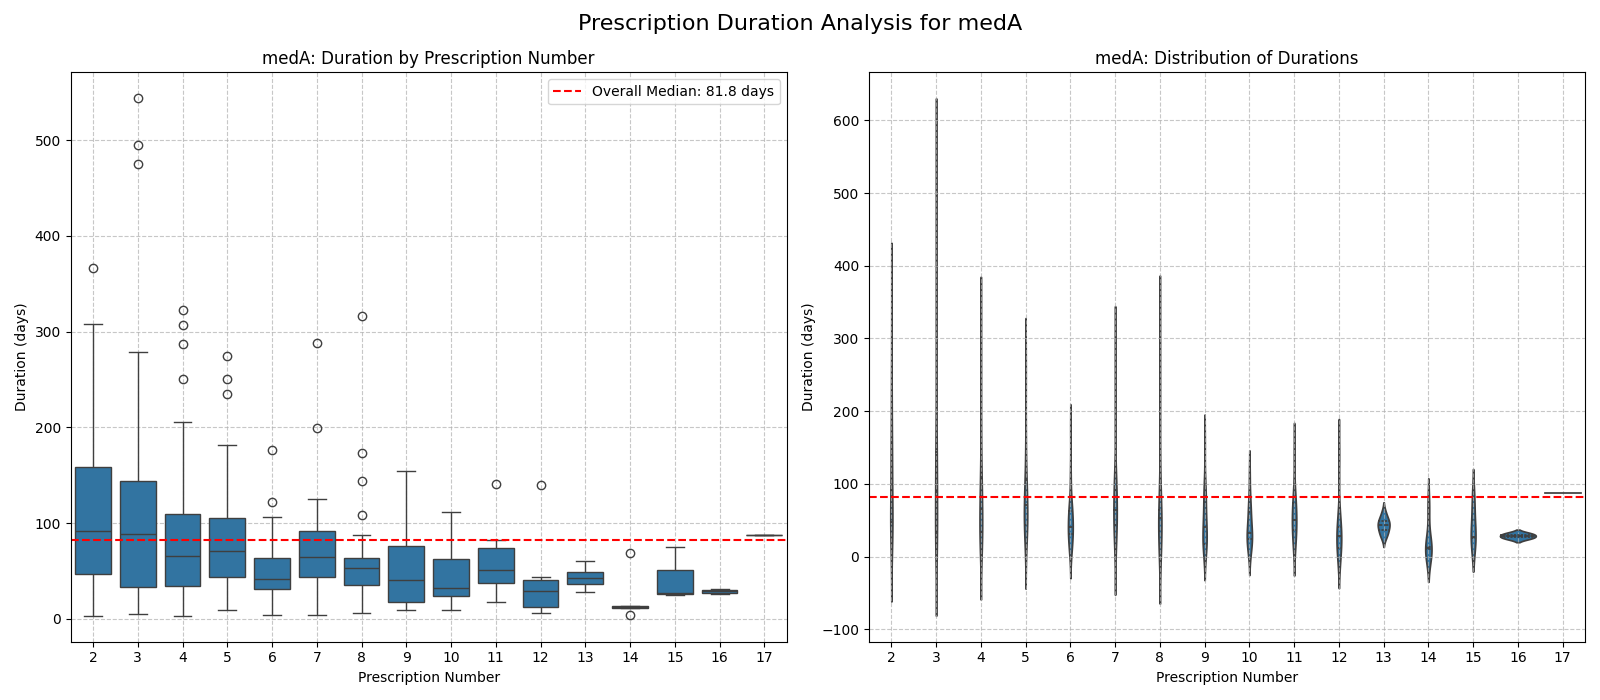 Prescription Duration Analysis for medA
medA: Duration by Prescription Number
Overall Median: 81.8 days
Duration (days)
500
400
300
200
100
0
2 3 4 5 6 7 8 9 10 11 12 13 14 15 16 17
Prescription Number
medA: Distribution of Durations
Duration (days)
600
500
400
300
200
100
0
−100
2 3 4 5 6 7 8 9 10 11 12 13 14 15 16 17
Prescription Number